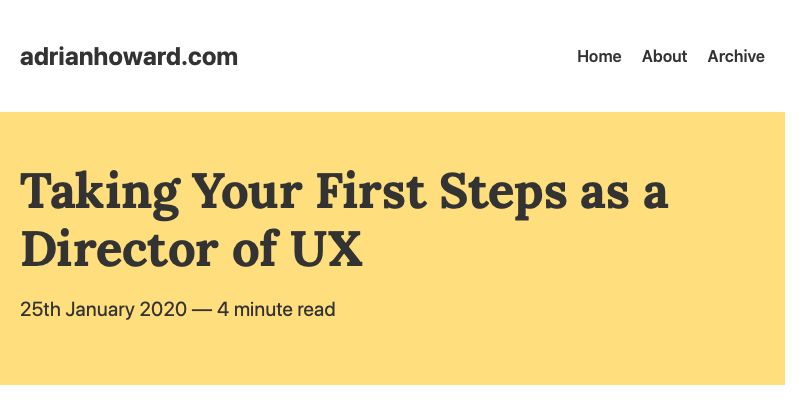 adrianhoward.com
Home About Archive
Taking Your First Steps as a
Director of UX
25th January 2020 — 4 minute read